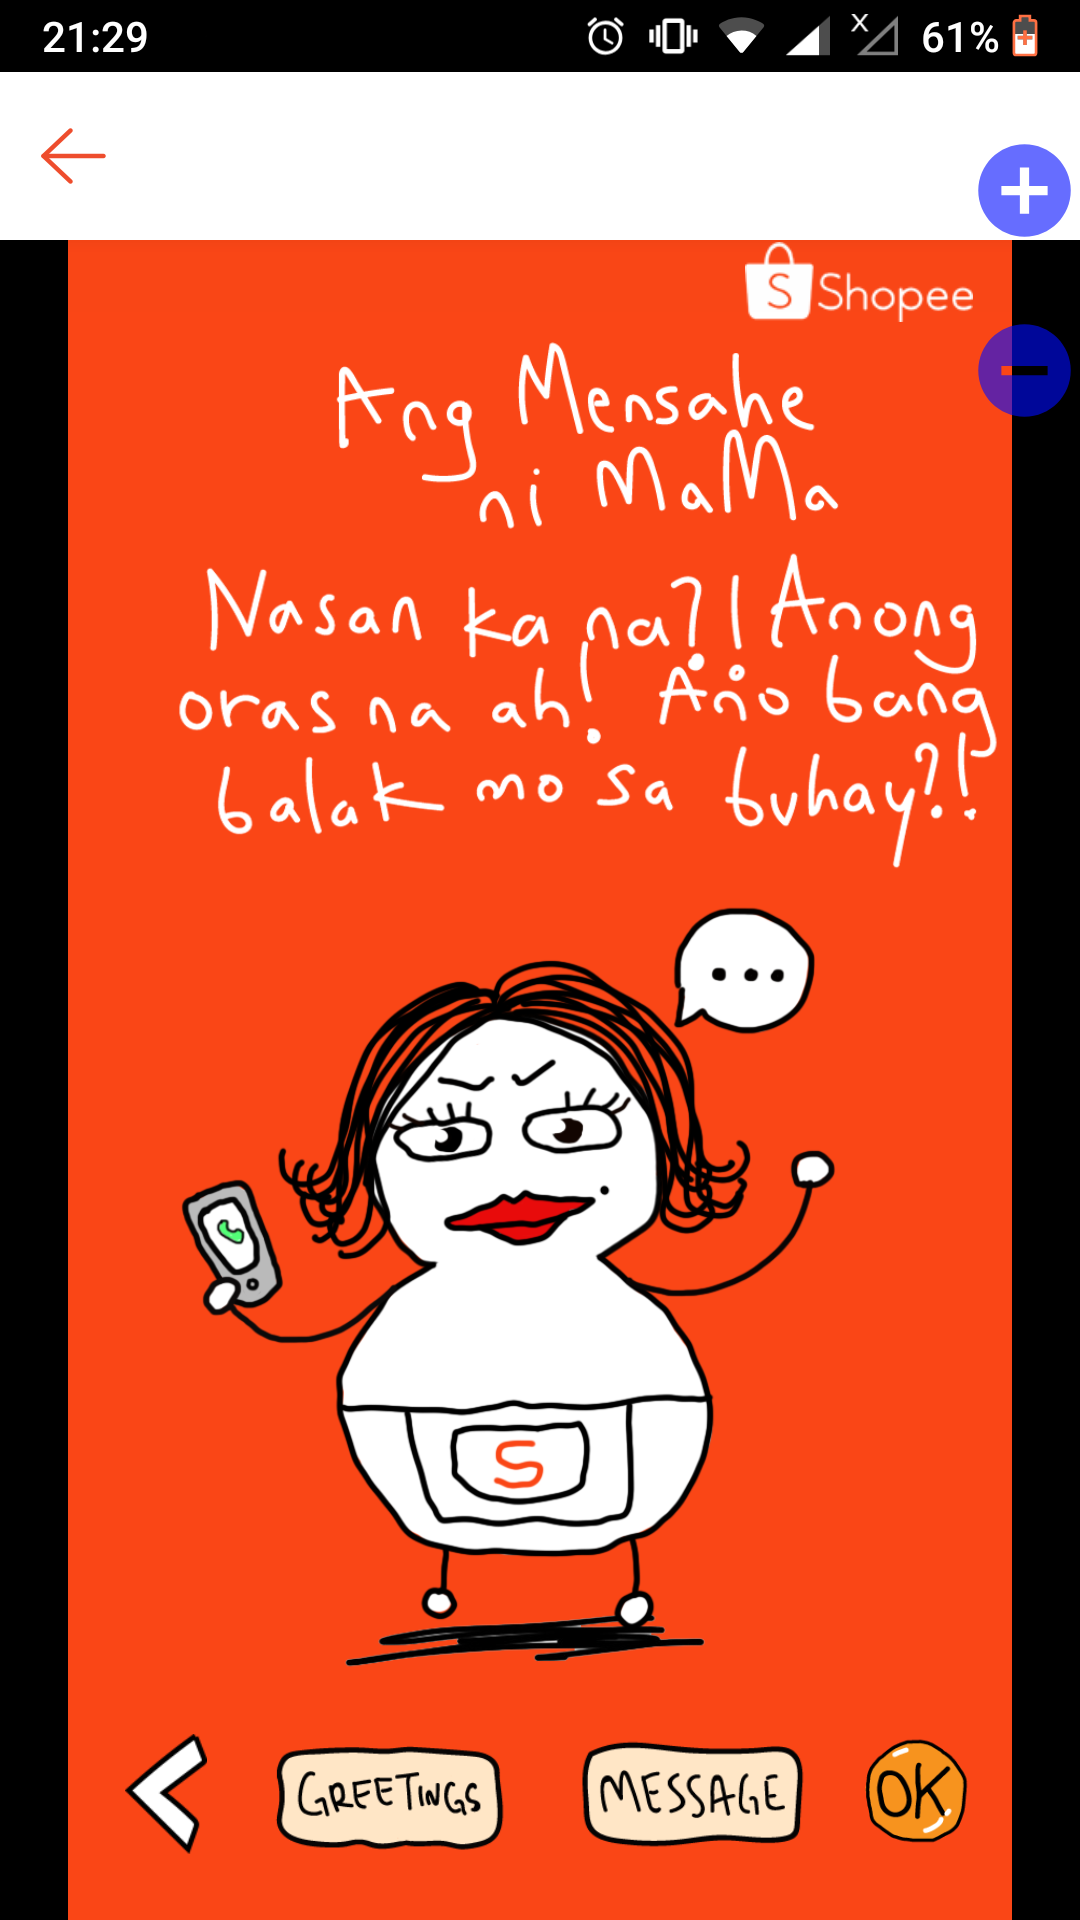 21:29
X
61%
S Shopee
Ang Mensahe
ni MaMa
Nasan ka na?! Anong
oras na ah! Ano bang
balak mo sa buhay?!
...
S
GREETINGS
MESSAGE
OK